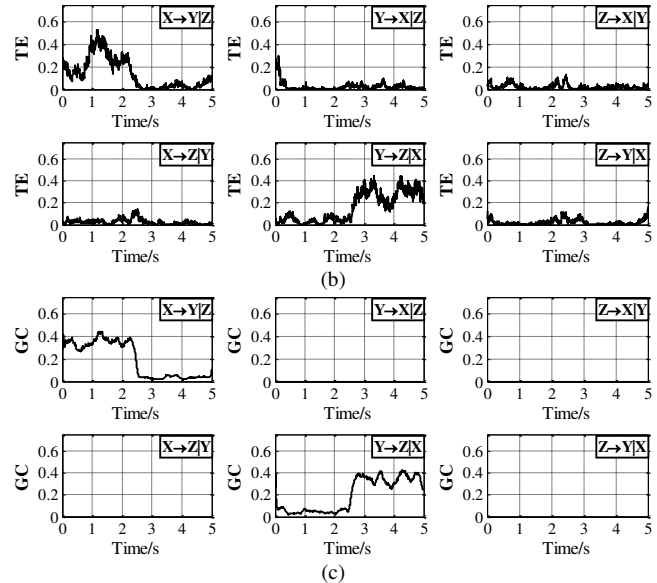 X→Y|Z Y→X|Z Z→X|Y
TE 0.6 0.4 0.2 0 TE 0.6 0.4 0.2 0 TE 0.6 0.4 0.2 0
0 1 2 3 4 5 0 1 2 3 4 5 0 1 2 3 4 5
Time/s Time/s Time/s
X→Z|Y Y→Z|X Z→Y|X
TE 0.6 0.4 0.2 0 TE 0.6 0.4 0.2 0 TE 0.6 0.4 0.2 0
0 1 2 3 4 5 0 1 2 3 4 5 0 1 2 3 4 5
Time/s Time/s Time/s
(b)
X→Y|Z Y→X|Z Z→X|Y
GC 0.6 0.4 0.2 0 GC 0.6 0.4 0.2 0 GC 0.6 0.4 0.2 0
0 1 2 3 4 5 0 1 2 3 4 5 0 1 2 3 4 5
Time/s Time/s Time/s
X→Z|Y Y→Z|X Z→Y|X
GC 0.6 0.4 0.2 0 GC 0.6 0.4 0.2 0 GC 0.6 0.4 0.2 0
0 1 2 3 4 5 0 1 2 3 4 5 0 1 2 3 4 5
Time/s Time/s Time/s
(c)